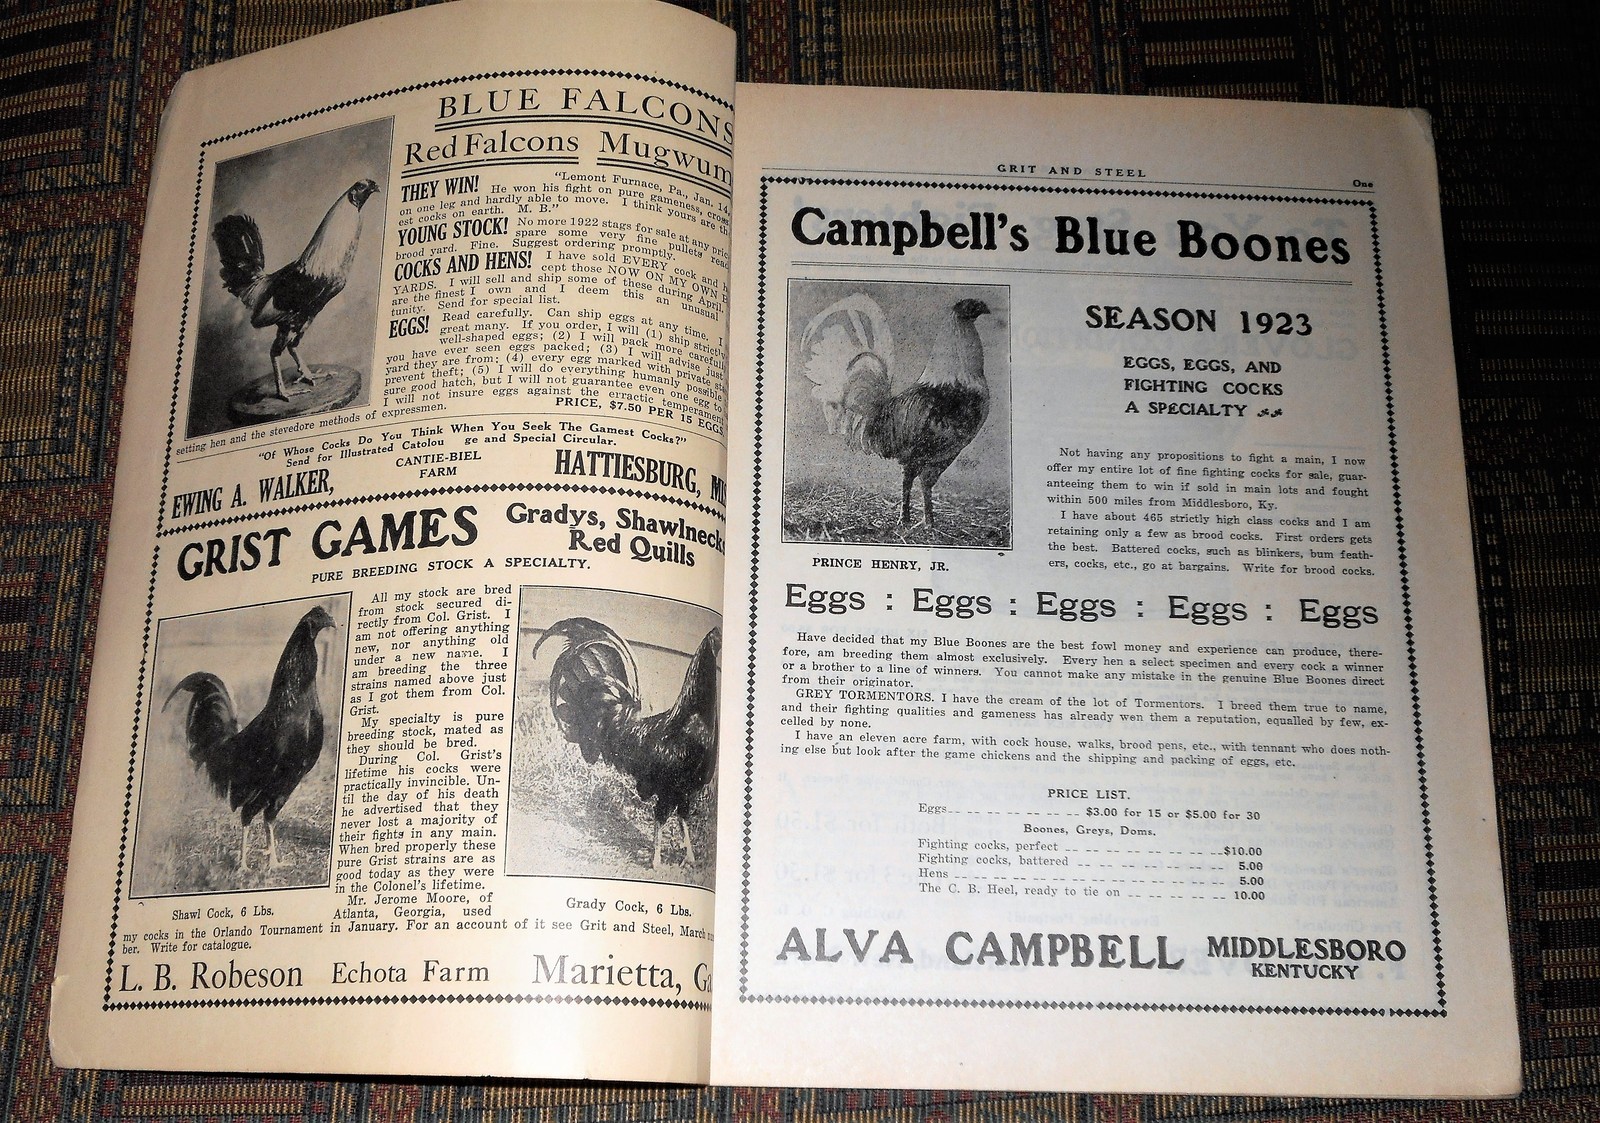 BLUE FALCONS
Red Falcons Mugwum
THEY WIN! "Lemont Furnace, Pa., Jan. 14,
He won his fight on pure gameness, cross
on one leg and hardly able to move. I think yours are th
est cocks on earth. M. B."
YOUNG STOCK! No more 1922 stags for sale at any pric
spare some very fine pullets read
brood yard. Fine. Suggest ordering promptly.
COCKS AND HENS! I have sold EVERY cock and h
cept those NOW ON MY OWN B
YARDS. I will sell and ship some of these during April.
are the finest I own and I deem this an unusual
tunity. Send for special list.
EGGS! Read carefully. Can ship eggs at any time. I
great many. If you order, I will (1) ship strictly
well-shaped eggs; (2) I will pack more carefull
you have ever seen eggs packed; (3) I will advise just
yard they are from; (4) every egg marked with private sta
prevent theft; (5) I will do everything humanly possible
sure good hatch, but I will not guarantee even one egg to
I will not insure eggs against the erractic temperament
setting hen and the stevedore methods of expressmen. PRICE, $7.50 PER 15 EGGS
"Of Whose Cocks Do You Think When You Seek The Gamest Cocks?"
Send for Illustrated Catolou ge and Special Circular.
EWING A. WALKER, CANTIE-BIEL FARM HATTIESBURG, MIS
GRIST GAMES Gradys, Shawlnecks
Red Quills
PURE BREEDING STOCK A SPECIALTY.
All my stock are bred
from stock secured di-
rectly from Col. Grist. I
am not offering anything
new, nor anything old
under a new name. I
am breeding the three
strains named above just
as I got them from Col.
Grist.
My specialty is pure
breeding stock, mated as
they should be bred.
During Col. Grist's
lifetime his cocks were
practically invincible. Un-
til the day of his death
he advertised that they
never lost a majority of
their fights in any main.
When bred properly these
pure Grist strains are as
good today as they were
in the Colonel's lifetime.
Mr. Jerome Moore, of
Atlanta, Georgia, used
Shawl Cock, 6 Lbs.
Grady Cock, 6 Lbs.
my cocks in the Orlando Tournament in January. For an account of it see Grit and Steel, March
ber. Write for catalogue.
L. B. Robeson Echota Farm Marietta, Ga
GRIT AND STEEL One
Campbell's Blue Boones
SEASON 1923
EGGS, EGGS, AND
FIGHTING COCKS
A SPECIALTY
Not having any propositions to fight a main, I now
offer my entire lot of fine fighting cocks for sale, guar-
anteeing them to win if sold in main lots and fought
within 500 miles from Middlesboro, Ky.
I have about 465 strictly high class cocks and I am
retaining only a few as brood cocks. First orders gets
the best. Battered cocks, such as blinkers, bum feath-
ers, cocks, etc., go at bargains. Write for brood cocks.
PRINCE HENRY, JR.
Eggs : Eggs : Eggs : Eggs : Eggs
Have decided that my Blue Boones are the best fowl money and experience can produce, there-
fore, am breeding them almost exclusively. Every hen a select specimen and every cock a winner
or a brother to a line of winners. You cannot make any mistake in the genuine Blue Boones direct
from their originator.
GREY TORMENTORS. I have the cream of the lot of Tormentors. I breed them true to name,
and their fighting qualities and gameness has already won them a reputation, equalled by few, ex-
celled by none.
I have an eleven acre farm, with cock house, walks, brood pens, etc., with tennant who does noth-
ing else but look after the game chickens and the shipping and packing of eggs, etc.
PRICE LIST.
Eggs $3.00 for 15 or $5.00 for 30
Boones, Greys, Doms.
Fighting cocks, perfect $10.00
Fighting cocks, battered 5.00
Hens 5.00
The C. B. Heel, ready to tie on 10.00
ALVA CAMPBELL MIDDLESBORO
KENTUCKY